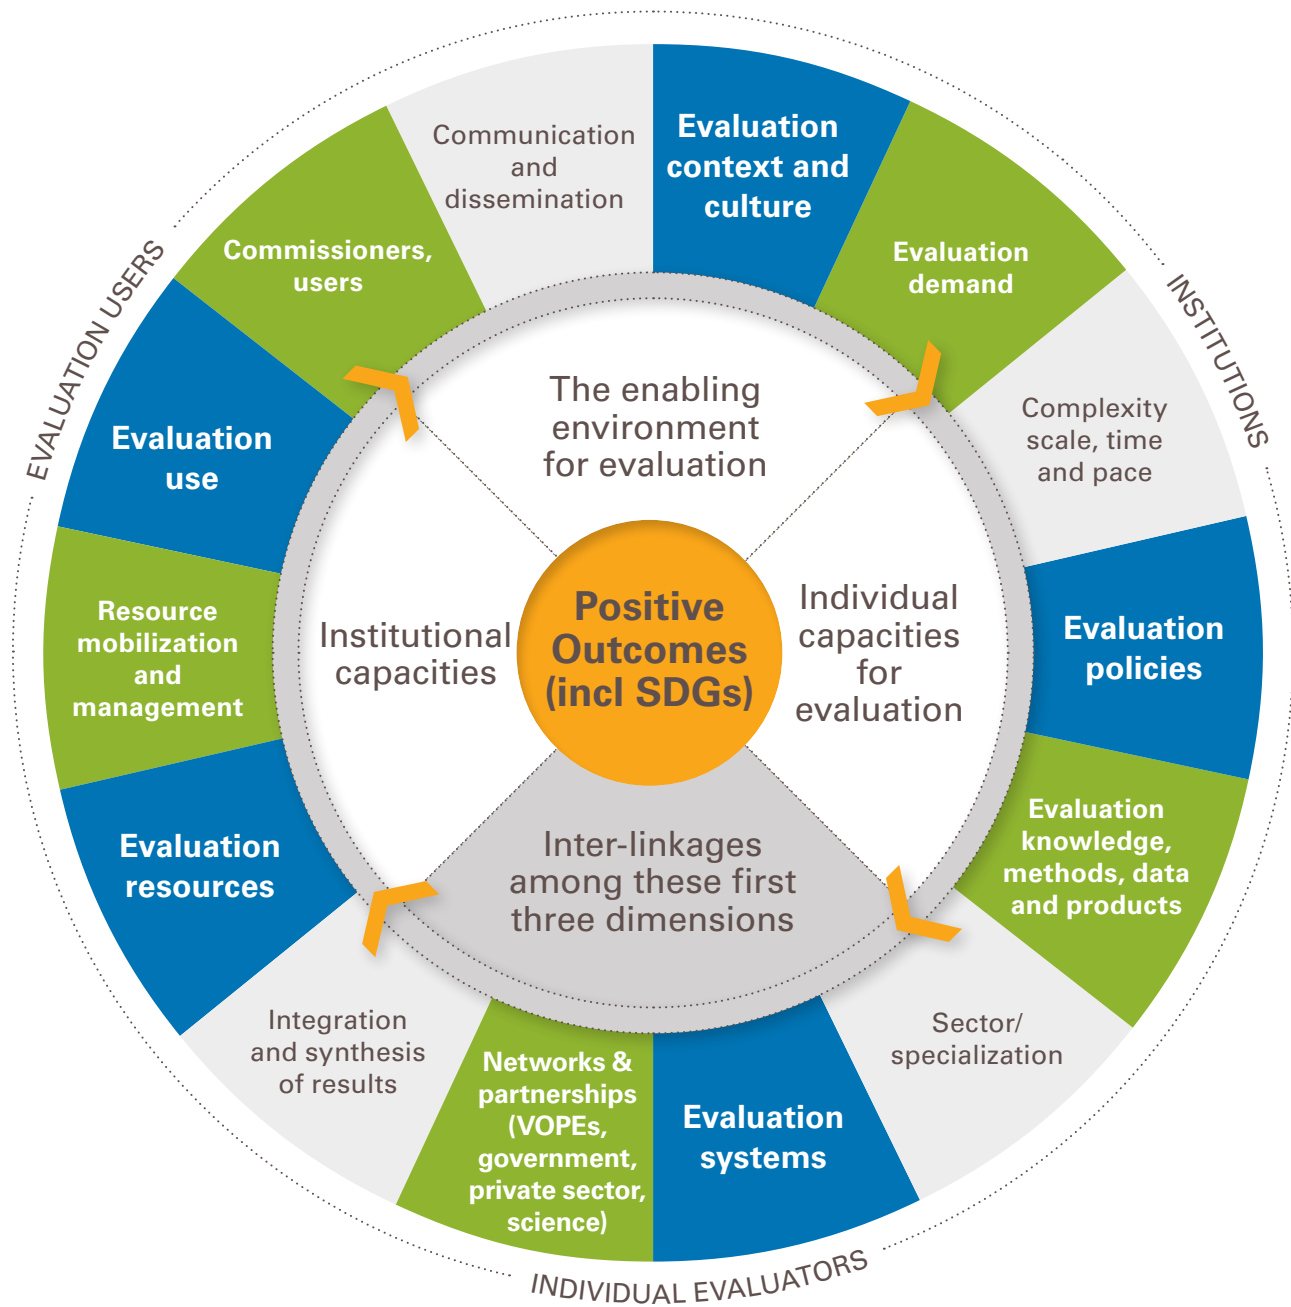 Communication
and
dissemination
Evaluation
context and
culture
Evaluation
demand
Complexity
scale, time
and pace
Evaluation
policies
Evaluation
knowledge,
methods, data
and products
Sector/
specialization
Evaluation
systems
Networks &
partnerships
(VOPEs,
government,
private sector,
science)
Integration
and synthesis
of results
Evaluation
resources
Resource
mobilization
and
management
Evaluation
use
Commissioners,
users
EVALUATION USERS
INSTITUTIONS
INDIVIDUAL EVALUATORS
The enabling
environment
for evaluation
Individual
capacities
for
evaluation
Inter-linkages
among these first
three dimensions
Institutional
capacities
Positive
Outcomes
(incl SDGs)